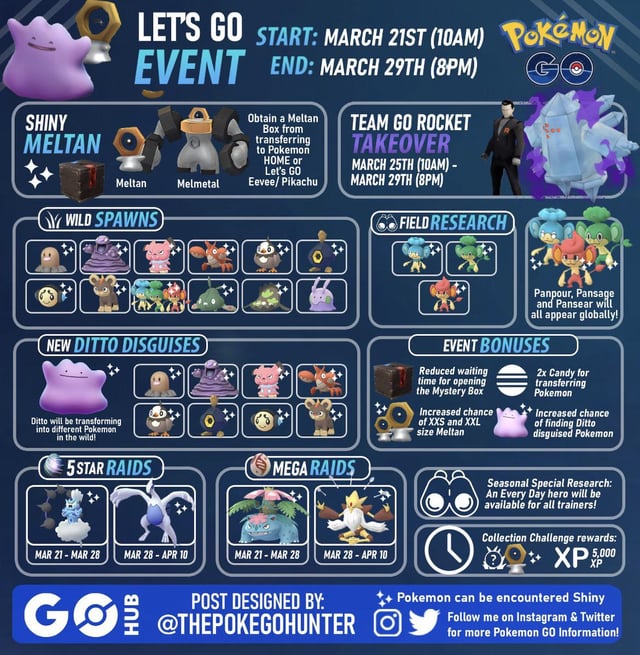 LET'S GO
EVENT
START: MARCH 21ST (10AM)
END: MARCH 29TH (8PM)
POKéMON
GO
SHINY
MELTAN
Meltan
Melmetal
Obtain a Meltan
Box from
transferring
to Pokemon
HOME or
Let's GO
Eevee/ Pikachu
TEAM GO ROCKET
TAKEOVER
MARCH 25TH (10AM) -
MARCH 29TH (8PM)
WILD SPAWNS
FIELD RESEARCH
Panpour, Pansage
and Pansear will
all appear globally!
NEW DITTO DISGUISES
Ditto will be transforming
into different Pokemon
in the wild!
EVENT BONUSES
Reduced waiting
time for opening
the Mystery Box
2x Candy for
transferring
Pokemon
Increased chance
of XXS and XXL
size Meltan
Increased chance
of finding Ditto
disguised Pokemon
5 STAR RAIDS
MAR 21 - MAR 28
MAR 28 - APR 10
MEGA RAIDS
MAR 21 - MAR 28
MAR 28 - APR 10
Seasonal Special Research:
An Every Day hero will be
available for all trainers!
Collection Challenge rewards:
?
XP 5,000
XP
GO HUB
POST DESIGNED BY:
@THEPOKEGOHUNTER
Pokemon can be encountered Shiny
Follow me on Instagram & Twitter
for more Pokemon GO Information!